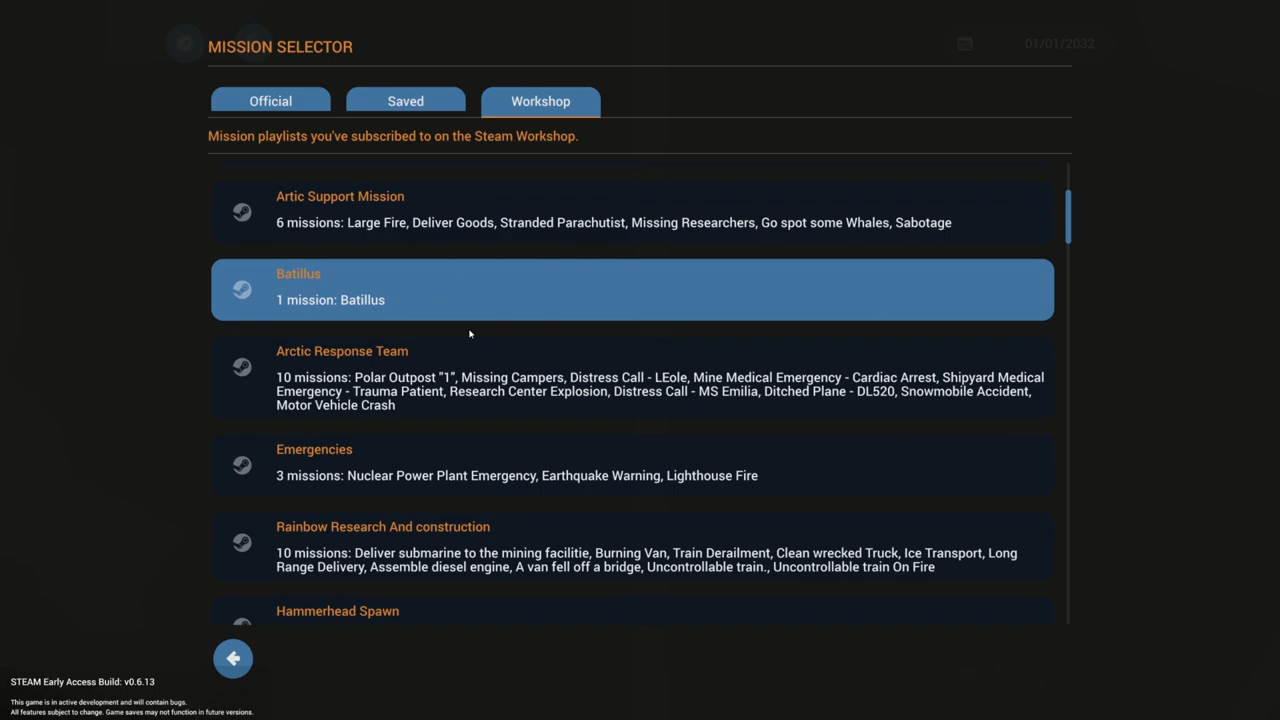 MISSION SELECTOR
01/01/2032
Official
Saved
Workshop
Mission playlists you've subscribed to on the Steam Workshop.
Artic Support Mission
6 missions: Large Fire, Deliver Goods, Stranded Parachutist, Missing Researchers, Go spot some Whales, Sabotage
Batillus
1 mission: Batillus
Arctic Response Team
10 missions: Polar Outpost "1", Missing Campers, Distress Call - LEole, Mine Medical Emergency - Cardiac Arrest, Shipyard Medical
Emergency - Trauma Patient, Research Center Explosion, Distress Call - MS Emilia, Ditched Plane - DL520, Snowmobile Accident,
Motor Vehicle Crash
Emergencies
3 missions: Nuclear Power Plant Emergency, Earthquake Warning, Lighthouse Fire
Rainbow Research And construction
10 missions: Deliver submarine to the mining facilitie, Burning Van, Train Derailment, Clean wrecked Truck, Ice Transport, Long
Range Delivery, Assemble diesel engine, A van fell off a bridge, Uncontrollable train., Uncontrollable train On Fire
Hammerhead Spawn
STEAM Early Access Build: v0.6.13
This game is in active development and will contain bugs.
All features subject to change. Game saves may not function in future versions.